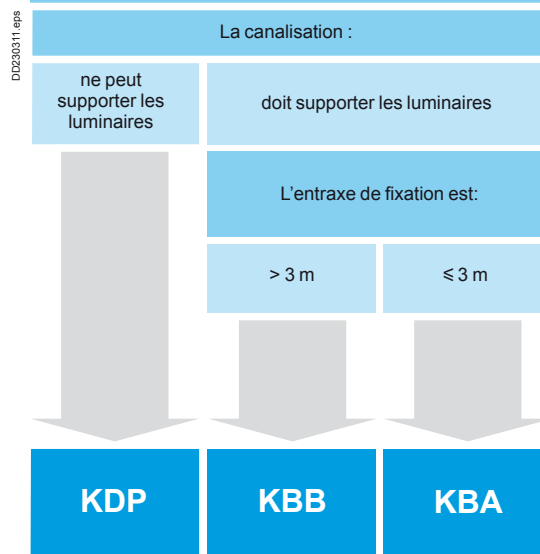 DD230311.eps
La canalisation :
ne peut
supporter les
luminaires
doit supporter les luminaires
L'entraxe de fixation est:
> 3 m
≤ 3 m
KDP
KBB
KBA